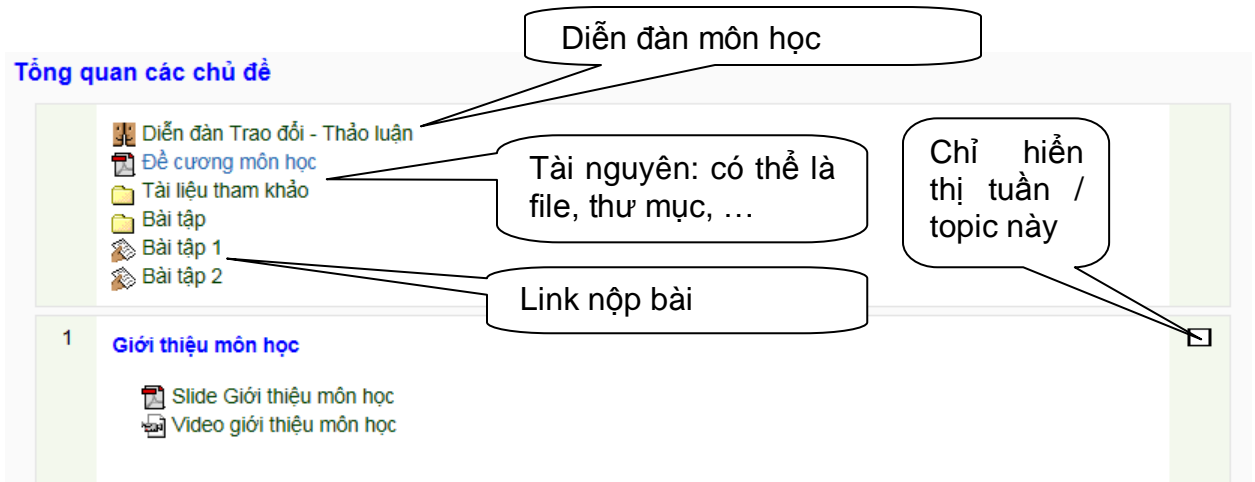 Diễn đàn môn học
Tổng quan các chủ đề
Diễn đàn Trao đổi - Thảo luận
Đề cương môn học
Tài liệu tham khảo
Bài tập
Bài tập 1
Bài tập 2
Tài nguyên: có thể là
file, thư mục, …
Chỉ hiển
thị tuần /
topic này
Link nộp bài
1
Giới thiệu môn học
Slide Giới thiệu môn học
Video giới thiệu môn học